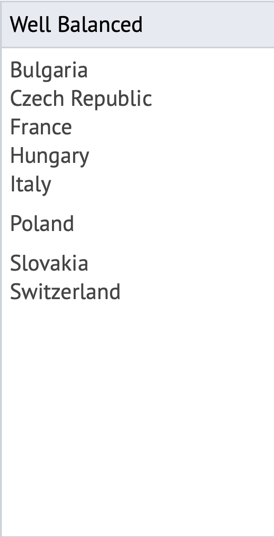 Well Balanced
Bulgaria
Czech Republic
France
Hungary
Italy
Poland
Slovakia
Switzerland